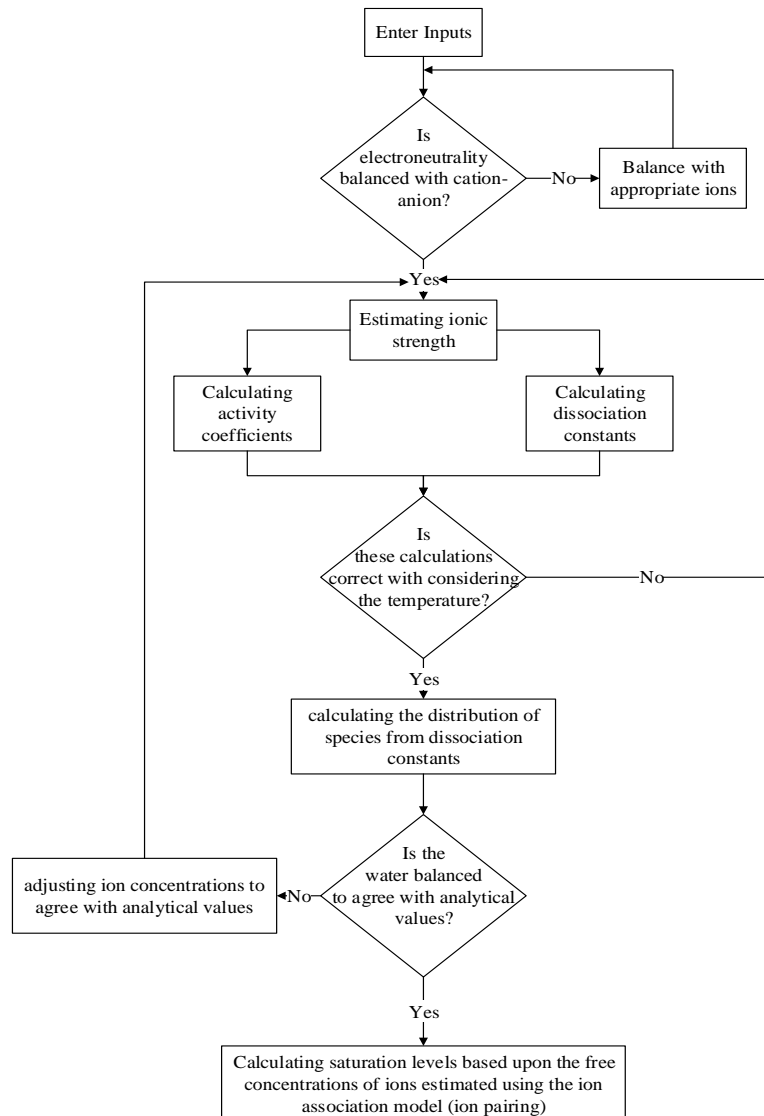 Enter Inputs
Is
electroneutrality
balanced with cation-
anion?
No
Balance with
appropriate ions
Yes
Estimating ionic
strength
Calculating
activity
coefficients
Calculating
dissociation
constants
Is
these calculations
correct with considering
the temperature?
No
Yes
calculating the distribution of
species from dissociation
constants
Is the
water balanced
to agree with analytical
values?
No
adjusting ion concentrations to
agree with analytical values
Yes
Calculating saturation levels based upon the free
concentrations of ions estimated using the ion
association model (ion pairing)